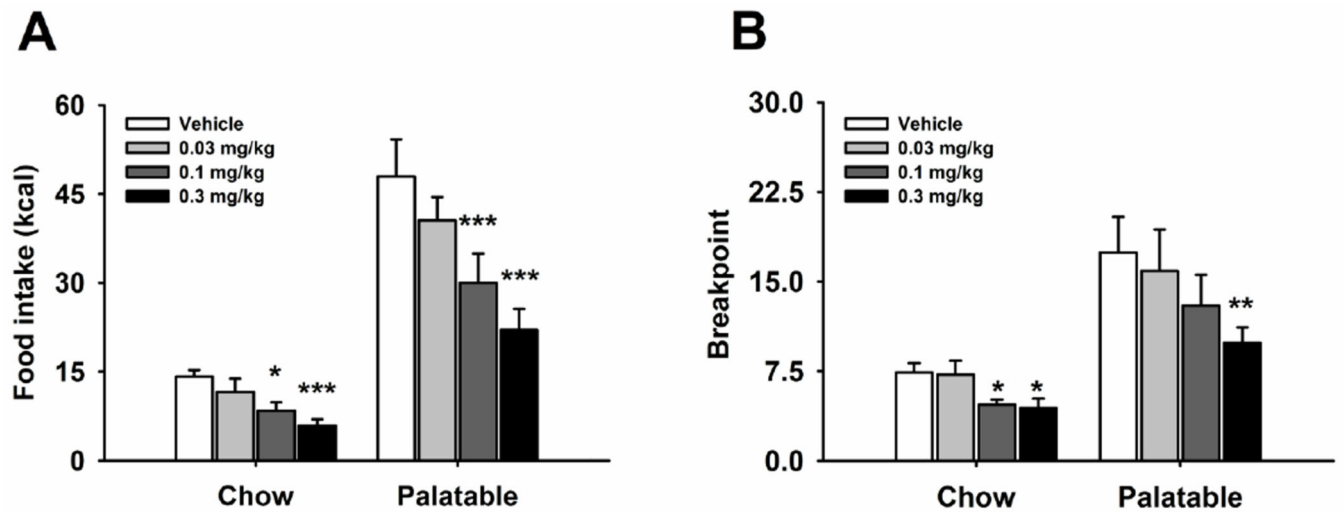 A
60
45
30
15
0
Food intake (kcal)
Vehicle
0.03 mg/kg
0.1 mg/kg
0.3 mg/kg
*
***
***
***
Chow
Palatable
B
30.0
22.5
15.0
7.5
0.0
Breakpoint
Vehicle
0.03 mg/kg
0.1 mg/kg
0.3 mg/kg
*
*
**
Chow
Palatable